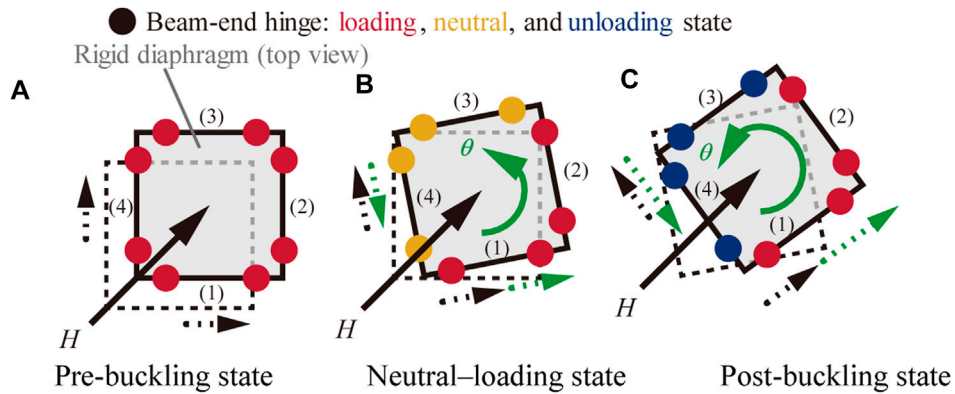 Beam-end hinge: loading, neutral, and unloading state
Rigid diaphragm (top view)
A
(3)
(4)
(2)
(1)
H
Pre-buckling state
B
(3)
θ
(4)
(2)
(1)
H
Neutral–loading state
C
(3)
(2)
θ
(4)
(1)
H
Post-buckling state